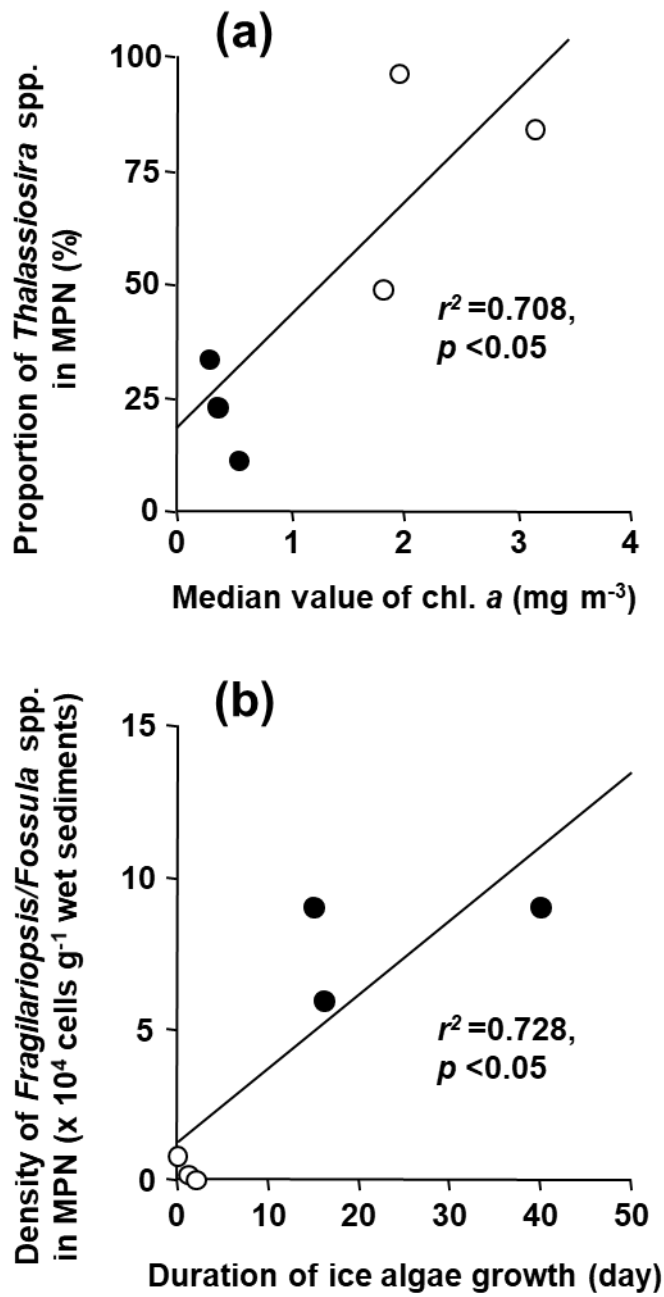 (a)
Proportion of Thalassiosira spp.
in MPN (%)
100
75
50
25
0
r² =0.708,
p <0.05
0 1 2 3 4
Median value of chl. a (mg m⁻³)
(b)
Density of Fragilariopsis/Fossula spp.
in MPN (x 10⁴ cells g⁻¹ wet sediments)
15
10
5
0
r² =0.728,
p <0.05
0 10 20 30 40 50
Duration of ice algae growth (day)